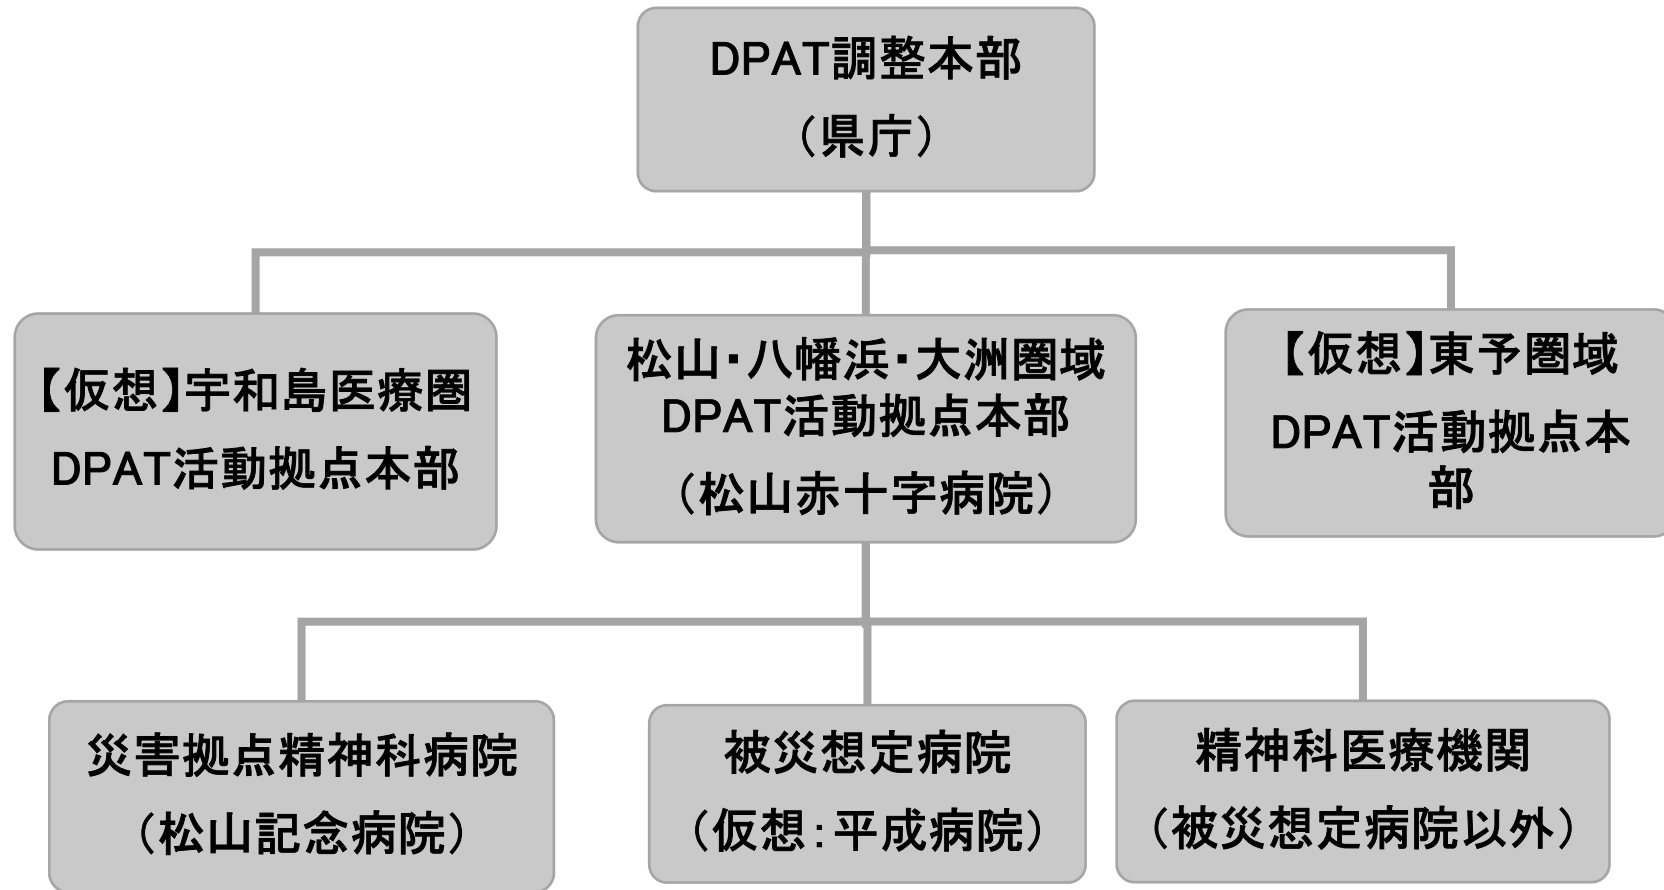 DPAT調整本部
（県庁）
【仮想】宇和島医療圏
DPAT活動拠点本部
松山・八幡浜・大洲圏域
DPAT活動拠点本部
（松山赤十字病院）
【仮想】東予圏域
DPAT活動拠点本
部
災害拠点精神科病院
（松山記念病院）
被災想定病院
（仮想：平成病院）
精神科医療機関
（被災想定病院以外）